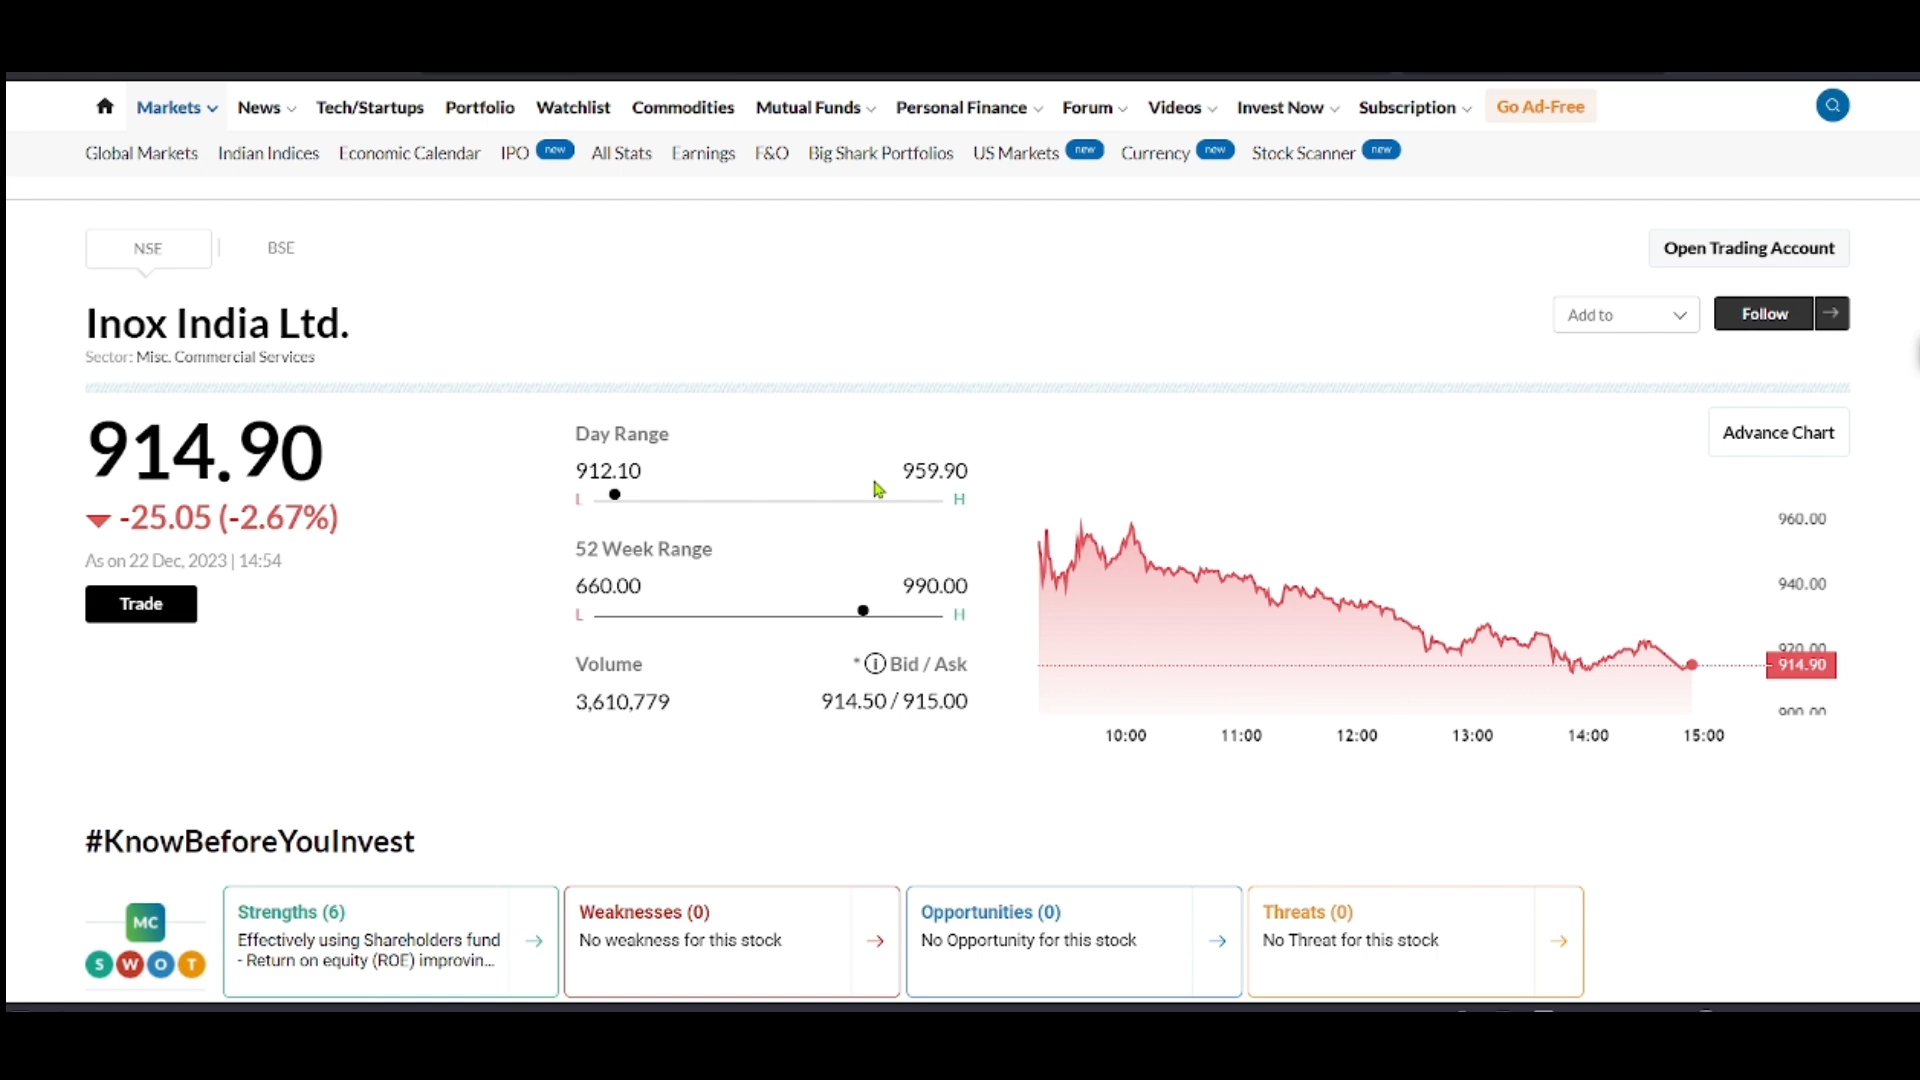 Markets News Tech/Startups Portfolio Watchlist Commodities Mutual Funds Personal Finance Forum Videos Invest Now Subscription Go Ad-Free
Global Markets Indian Indices Economic Calendar IPO new All Stats Earnings F&O Big Shark Portfolios US Markets new Currency new Stock Scanner new
NSE BSE
Open Trading Account
Inox India Ltd.
Sector: Misc. Commercial Services
Add to
Follow
914.90
-25.05 (-2.67%)
As on 22 Dec, 2023 | 14:54
Trade
Day Range
912.10 959.90
L H
52 Week Range
660.00 990.00
L H
Volume * i Bid / Ask
3,610,779 914.50 / 915.00
Advance Chart
960.00
940.00
920.00
914.90
900.00
10:00 11:00 12:00 13:00 14:00 15:00
#KnowBeforeYouInvest
MC
S W O T
Strengths (6)
Effectively using Shareholders fund
- Return on equity (ROE) improvin...
Weaknesses (0)
No weakness for this stock
Opportunities (0)
No Opportunity for this stock
Threats (0)
No Threat for this stock